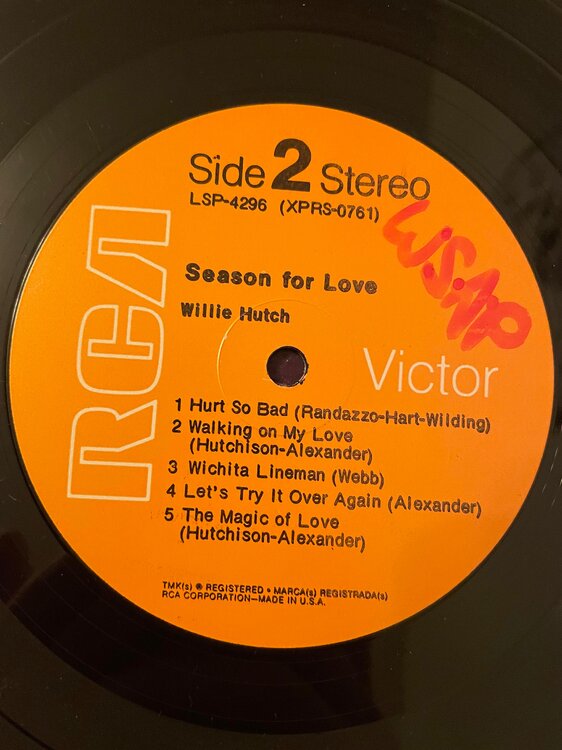 Side 2 Stereo
LSP-4296 (XPRS-0761)
WSAP
Season for Love
Willie Hutch
RCA
Victor
1 Hurt So Bad (Randazzo-Hart-Wilding)
2 Walking on My Love
(Hutchison-Alexander)
3 Wichita Lineman (Webb)
4 Let's Try It Over Again (Alexander)
5 The Magic of Love
(Hutchison-Alexander)
TMK(s) ® REGISTERED • MARCA(s) REGISTRADA(s)
RCA CORPORATION—MADE IN U.S.A.